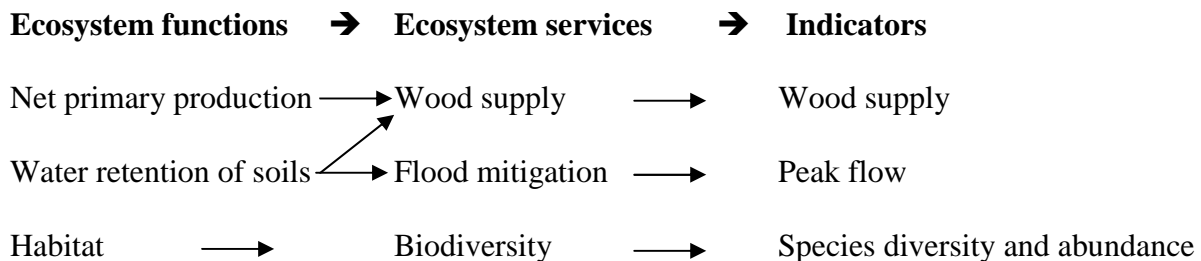 Ecosystem functions ➔ Ecosystem services ➔ Indicators
Net primary production Wood supply Wood supply
Water retention of soils Flood mitigation Peak flow
Habitat Biodiversity Species diversity and abundance